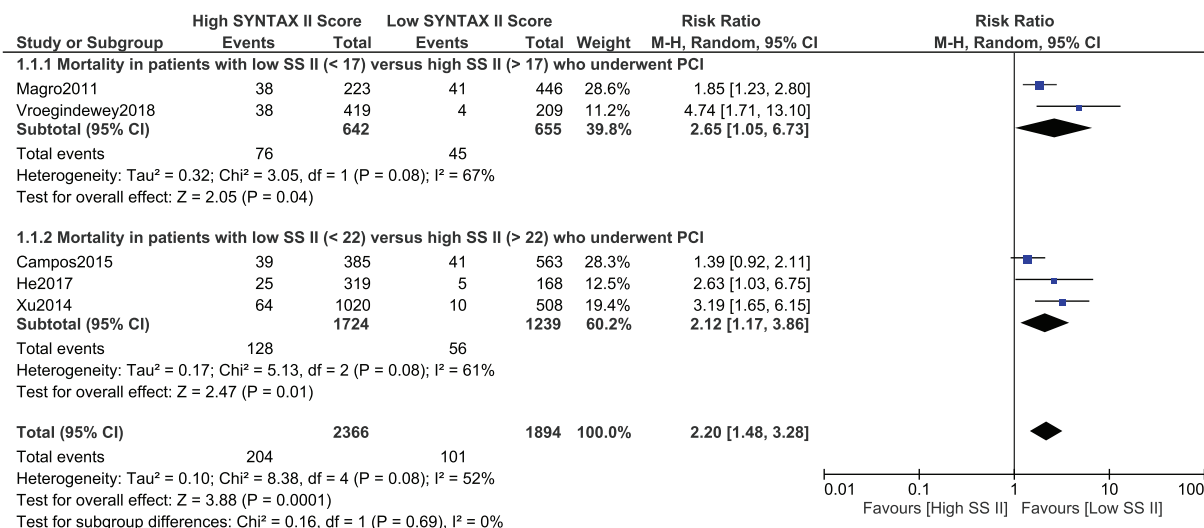 High SYNTAX II Score Low SYNTAX II Score Risk Ratio Risk Ratio
Study or Subgroup Events Total Events Total Weight M-H, Random, 95% CI M-H, Random, 95% CI
1.1.1 Mortality in patients with low SS II (< 17) versus high SS II (> 17) who underwent PCI
Magro2011 38 223 41 446 28.6% 1.85 [1.23, 2.80]
Vroegindewey2018 38 419 4 209 11.2% 4.74 [1.71, 13.10]
Subtotal (95% CI) 642 655 39.8% 2.65 [1.05, 6.73]
Total events 76 45
Heterogeneity: Tau² = 0.32; Chi² = 3.05, df = 1 (P = 0.08); I² = 67%
Test for overall effect: Z = 2.05 (P = 0.04)
1.1.2 Mortality in patients with low SS II (< 22) versus high SS II (> 22) who underwent PCI
Campos2015 39 385 41 563 28.3% 1.39 [0.92, 2.11]
He2017 25 319 5 168 12.5% 2.63 [1.03, 6.75]
Xu2014 64 1020 10 508 19.4% 3.19 [1.65, 6.15]
Subtotal (95% CI) 1724 1239 60.2% 2.12 [1.17, 3.86]
Total events 128 56
Heterogeneity: Tau² = 0.17; Chi² = 5.13, df = 2 (P = 0.08); I² = 61%
Test for overall effect: Z = 2.47 (P = 0.01)
Total (95% CI) 2366 1894 100.0% 2.20 [1.48, 3.28]
Total events 204 101
Heterogeneity: Tau² = 0.10; Chi² = 8.38, df = 4 (P = 0.08); I² = 52%
Test for overall effect: Z = 3.88 (P = 0.0001)
Test for subgroup differences: Chi² = 0.16, df = 1 (P = 0.69), I² = 0%
0.01 0.1 1 10 100
Favours [High SS II] Favours [Low SS II]